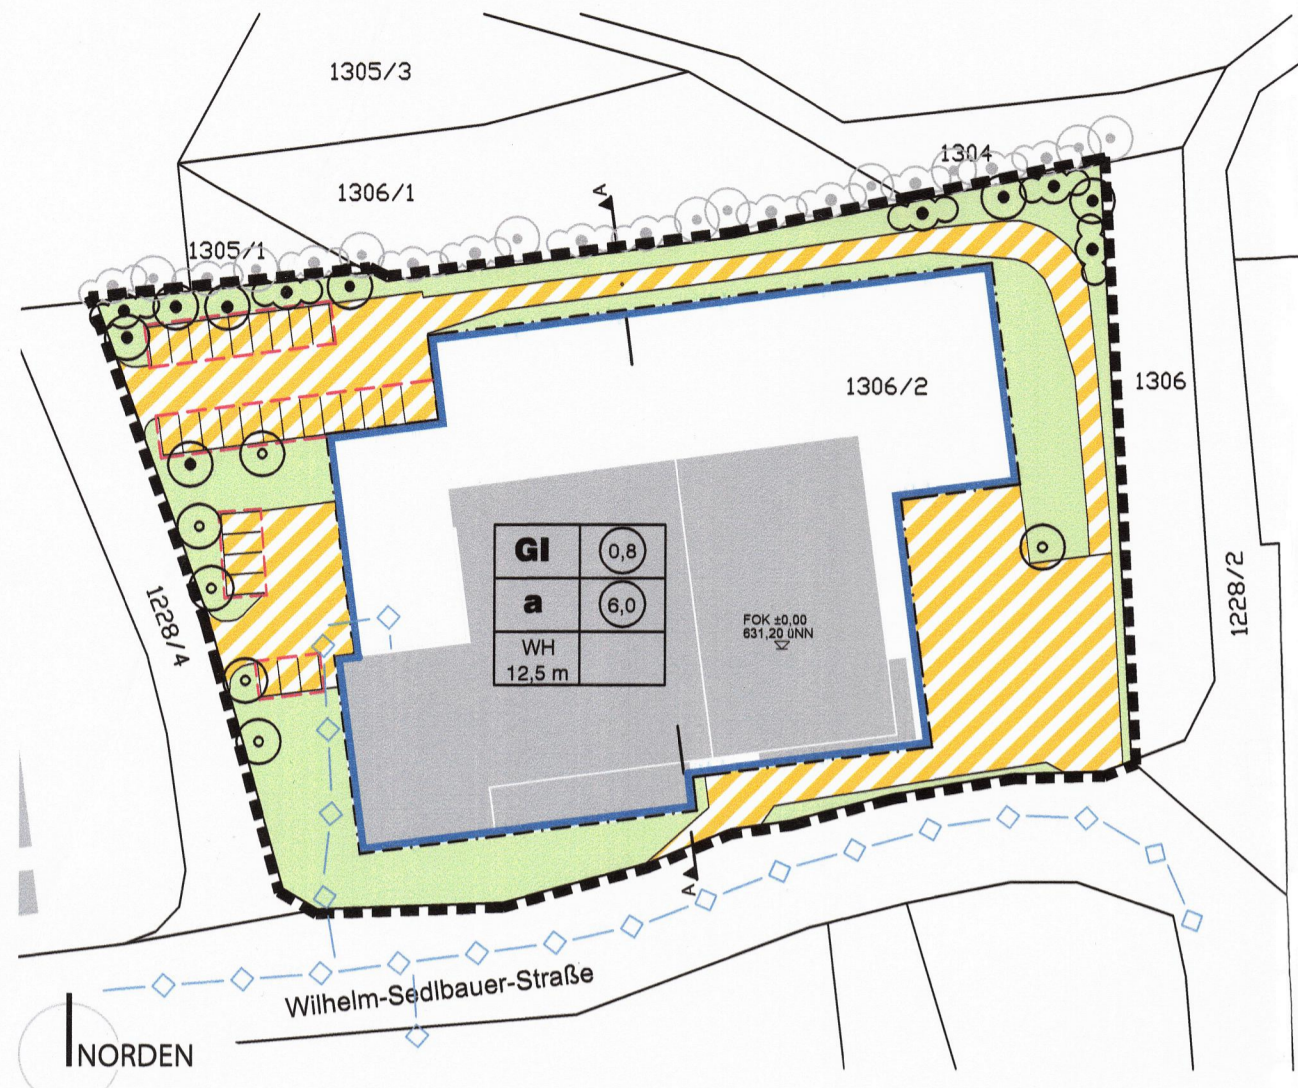 1305/3
1304
1306/1
A
1305/1
1306/2
1306
GI
0,8
a
6,0
WH
12,5 m
FOK ±0,00
631,20 üNN
1228/4
1228/2
A
Wilhelm-Sedlbauer-Straße
NORDEN